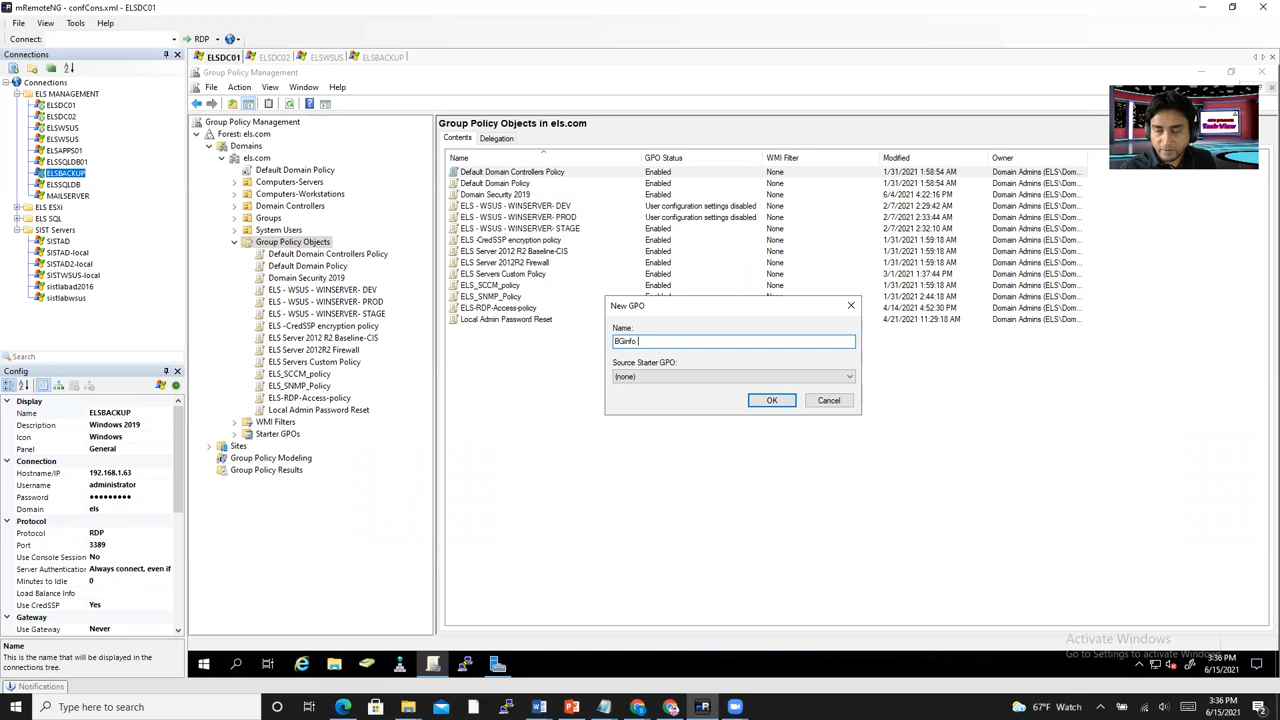 mRemoteNG - confCons.xml - ELSDC01
File View Tools Help
Connect: RDP
Connections
Connections
ELS MANAGEMENT
ELSDC01
ELSDC02
ELSWSUS
ELSWSUS
ELSAPPS01
ELSSQLDB01
ELSBACKUP
ELSSQLDB
MAILSERVER
ELS ESXi
ELS SQL
SIST Servers
SISTAD
SISTAD-local
SISTAD2-local
SISTWSUS-local
sistlabad2016
sistlabwsus
Search
Config
Display
Name ELSBACKUP
Description Windows 2019
Icon Windows
Panel General
Connection
Hostname/IP 192.168.1.63
Username administrator
Password •••••••••
Domain els
Protocol
Protocol RDP
Port 3389
Use Console Session No
Server Authentication Always connect, even if
Minutes to Idle 0
Load Balance Info
Use CredSSP Yes
Gateway
Use Gateway Never
Name
This is the name that will be displayed in the connections tree.
Notifications
ELSDC01 ELSDC02 ELSWSUS ELSBACKUP
Group Policy Management
File Action View Window Help
Group Policy Management
Forest: els.com
Domains
els.com
Default Domain Policy
Computers-Servers
Computers-Workstations
Domain Controllers
Groups
System Users
Group Policy Objects
Default Domain Controllers Policy
Default Domain Policy
Domain Security 2019
ELS - WSUS - WINSERVER- DEV
ELS - WSUS - WINSERVER- PROD
ELS - WSUS - WINSERVER- STAGE
ELS -CredSSP encryption policy
ELS Server 2012 R2 Baseline-CIS
ELS Server 2012R2 Firewall
ELS Servers Custom Policy
ELS_SCCM_policy
ELS_SNMP_Policy
ELS-RDP-Access-policy
Local Admin Password Reset
WMI Filters
Starter GPOs
Sites
Group Policy Modeling
Group Policy Results
Group Policy Objects in els.com
Contents Delegation
Name GPO Status WMI Filter Modified Owner
Default Domain Controllers Policy Enabled None 1/31/2021 1:58:54 AM Domain Admins (ELS\Dom...
Default Domain Policy Enabled None 1/31/2021 1:58:54 AM Domain Admins (ELS\Dom...
Domain Security 2019 Enabled None 6/4/2021 4:22:16 PM Domain Admins (ELS\Dom...
ELS - WSUS - WINSERVER- DEV User configuration settings disabled None 2/7/2021 2:29:42 AM Domain Admins (ELS\Dom...
ELS - WSUS - WINSERVER- PROD User configuration settings disabled None 2/7/2021 2:33:09 AM Domain Admins (ELS\Dom...
ELS - WSUS - WINSERVER- STAGE Enabled None 2/7/2021 2:32:10 AM Domain Admins (ELS\Dom...
ELS -CredSSP encryption policy Enabled None 1/31/2021 1:59:18 AM Domain Admins (ELS\Dom...
ELS Server 2012 R2 Baseline-CIS Enabled None 1/31/2021 1:59:18 AM Domain Admins (ELS\Dom...
ELS Server 2012R2 Firewall Enabled None 1/31/2021 1:59:18 AM Domain Admins (ELS\Dom...
ELS Servers Custom Policy Enabled None 3/1/2021 1:37:44 PM Domain Admins (ELS\Dom...
ELS_SCCM_policy Enabled None 1/31/2021 1:59:18 AM Domain Admins (ELS\Dom...
ELS_SNMP_Policy 1/31/2021 2:44:18 AM Domain Admins (ELS\Dom...
ELS-RDP-Access-policy 4/14/2021 4:52:30 PM Domain Admins (ELS\Dom...
Local Admin Password Reset 4/21/2021 11:29:18 AM Domain Admins (ELS\Dom...
New GPO
Name:
BGinfo
Source Starter GPO:
(none)
OK Cancel
Tech View
Activate Windows
Go to Settings to activate Windows.
3:36 PM
6/15/2021
Type here to search
67°F Watch
3:36 PM
6/15/2021